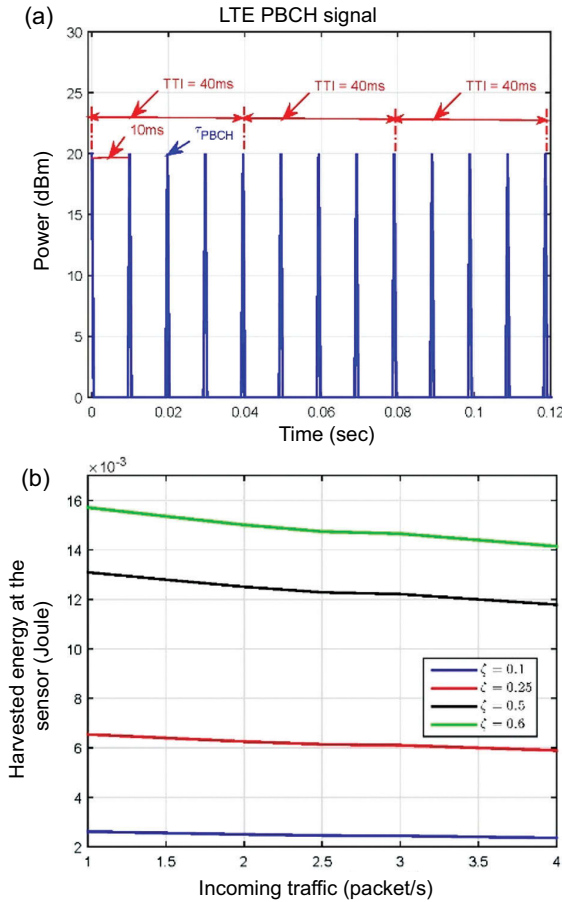 (a)
LTE PBCH signal
30
25
20
15
10
5
0
Power (dBm)
TTI = 40ms
TTI = 40ms
TTI = 40ms
10ms
τPBCH
0
0.02
0.04
0.06
0.08
0.1
0.12
Time (sec)
(b)
×10-3
16
14
12
10
8
6
4
2
Harvested energy at the
sensor (Joule)
ζ = 0.1
ζ = 0.25
ζ = 0.5
ζ = 0.6
1
1.5
2
2.5
3
3.5
4
Incoming traffic (packet/s)